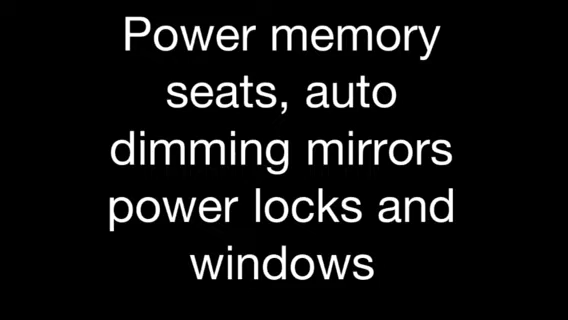 Power memory
seats, auto
dimming mirrors
power locks and
windows